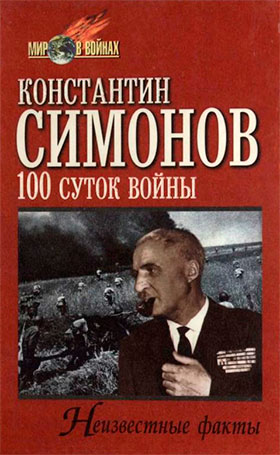 МИР В ВОЙНАХ
КОНСТАНТИН
СИМОНОВ
100 СУТОК ВОЙНЫ
Неизвестные факты